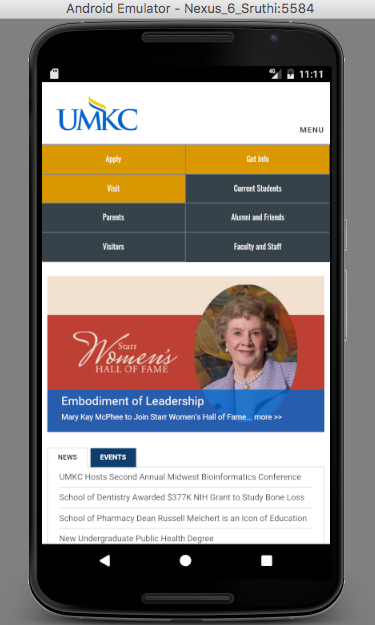 Android Emulator - Nexus_6_Sruthi:5584
4G 11:11
UMKC
MENU
Apply
Get Info
Visit
Current Students
Parents
Alumni and Friends
Visitors
Faculty and Staff
Starr
Women's
HALL OF FAME
Embodiment of Leadership
Mary Kay McPhee to Join Starr Women's Hall of Fame... more >>
NEWS EVENTS
UMKC Hosts Second Annual Midwest Bioinformatics Conference
School of Dentistry Awarded $377K NIH Grant to Study Bone Loss
School of Pharmacy Dean Russell Melchert is an Icon of Education
New Undergraduate Public Health Degree